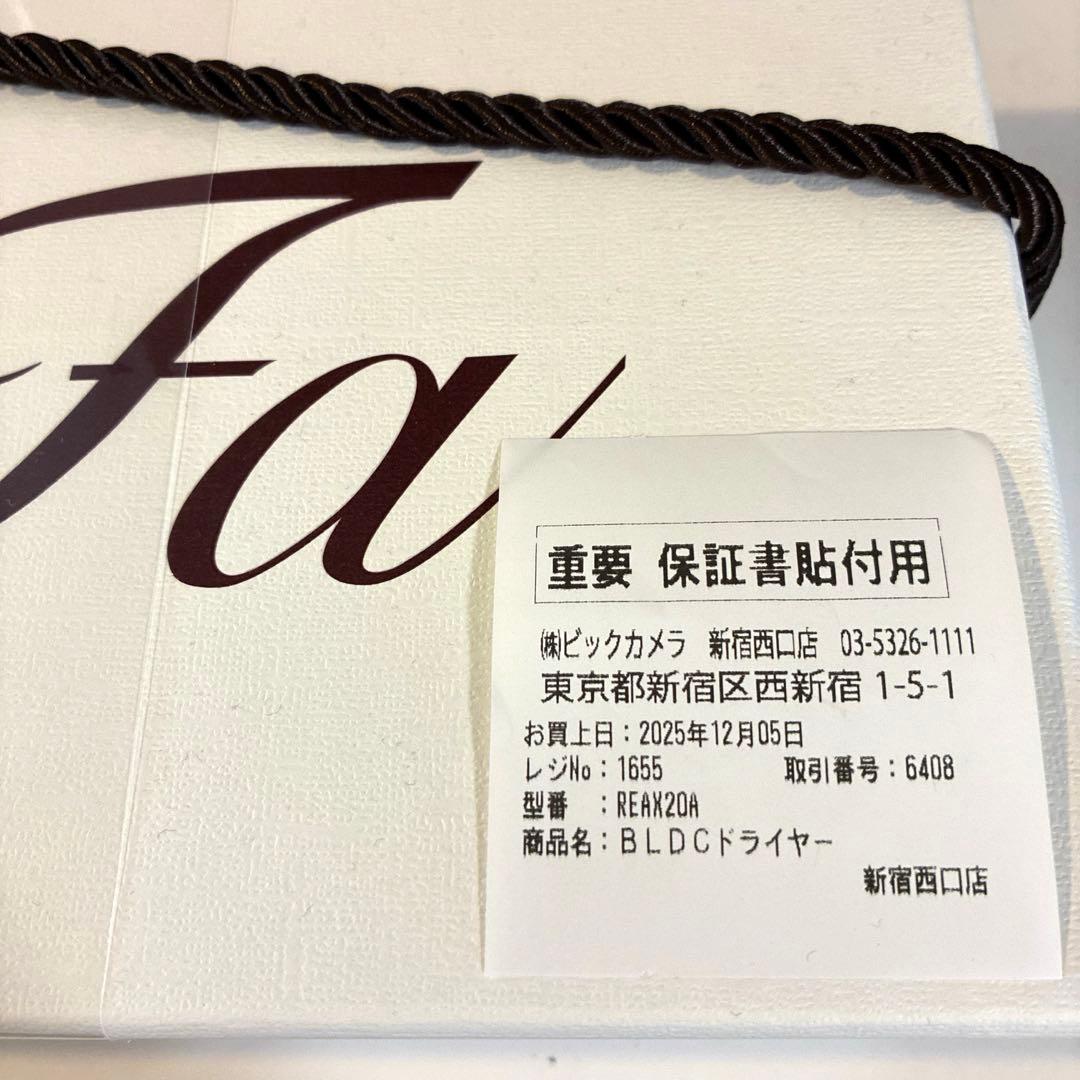 Fa
重要 保証書貼付用
㈱ビックカメラ 新宿西口店 03-5326-1111
東京都新宿区西新宿 1-5-1
お買上日：2025年12月05日
レジNo：1655 取引番号：6408
型番 ：REAX20A
商品名：BLDCドライヤー
新宿西口店